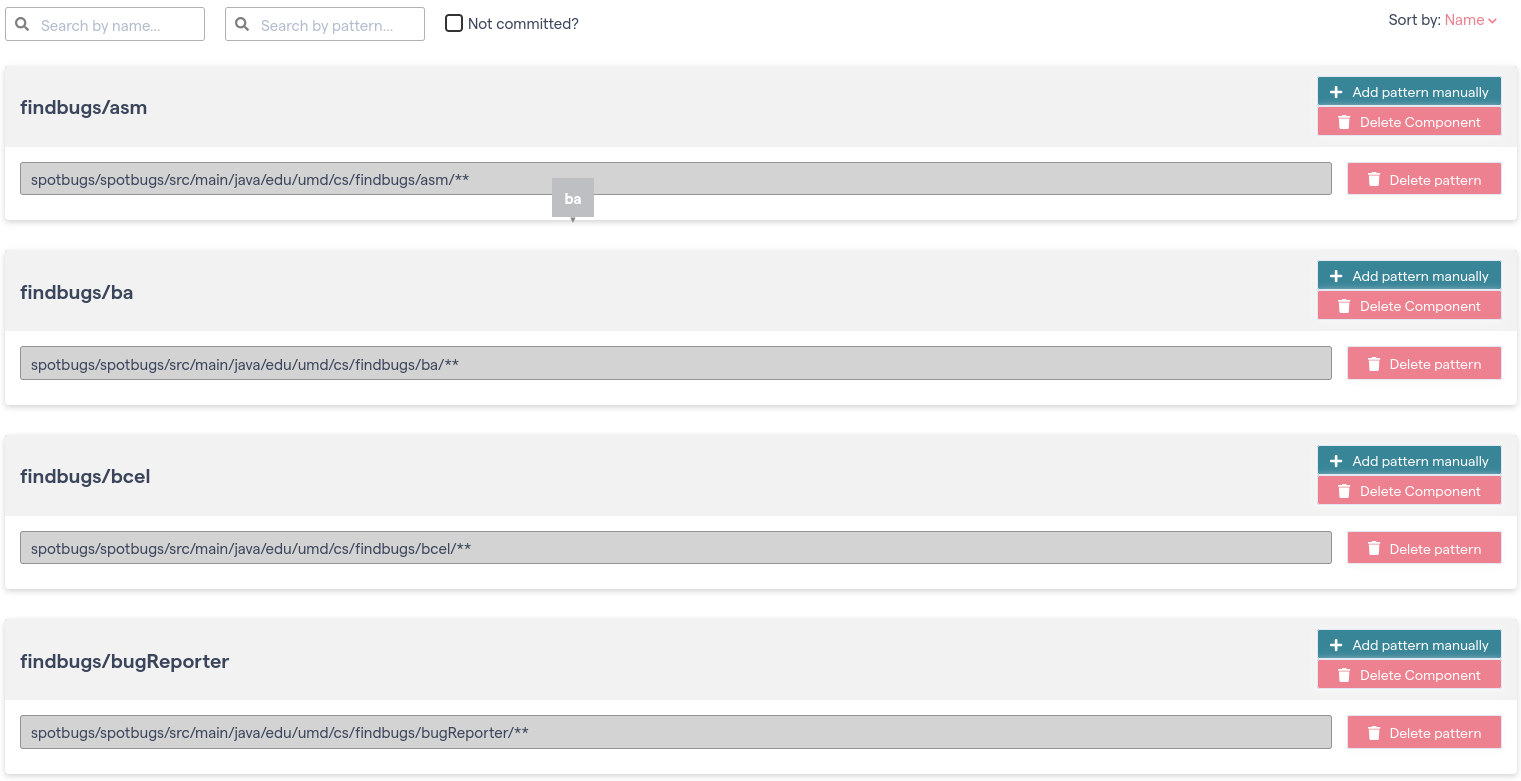 Search by name...
Search by pattern...
Not committed?
Sort by: Name
findbugs/asm
Add pattern manually
Delete Component
spotbugs/spotbugs/src/main/java/edu/umd/cs/findbugs/asm/**
Delete pattern
ba
findbugs/ba
Add pattern manually
Delete Component
spotbugs/spotbugs/src/main/java/edu/umd/cs/findbugs/ba/**
Delete pattern
findbugs/bcel
Add pattern manually
Delete Component
spotbugs/spotbugs/src/main/java/edu/umd/cs/findbugs/bcel/**
Delete pattern
findbugs/bugReporter
Add pattern manually
Delete Component
spotbugs/spotbugs/src/main/java/edu/umd/cs/findbugs/bugReporter/**
Delete pattern